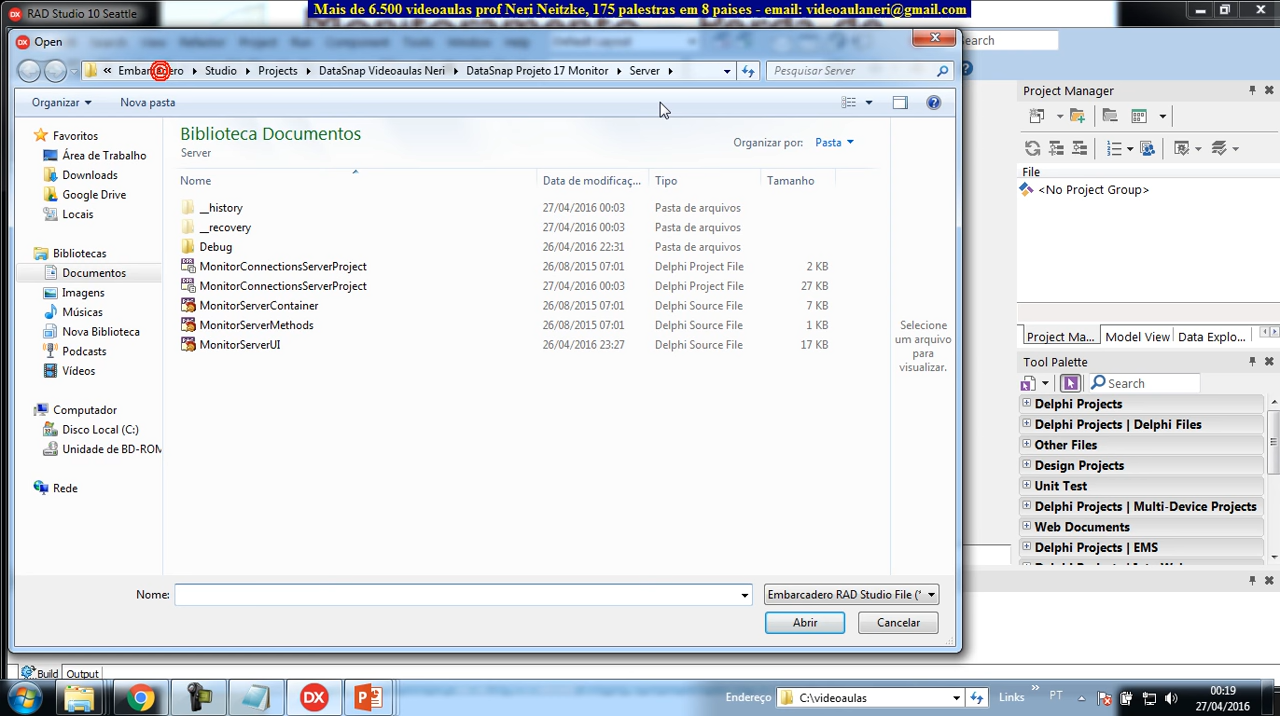 RAD Studio 10 Seattle
Mais de 6.500 videoaulas prof Neri Neitzke, 175 palestras em 8 paises - email: videoaulaneri@gmail.com
Open
« Embarcadero Studio Projects DataSnap Videoaulas Neri DataSnap Projeto 17 Monitor Server
Pesquisar Server
Search
Organizar
Nova pasta
Favoritos
Área de Trabalho
Downloads
Google Drive
Locais
Bibliotecas
Documentos
Imagens
Músicas
Nova Biblioteca
Podcasts
Vídeos
Computador
Disco Local (C:)
Unidade de BD-ROM
Rede
Biblioteca Documentos
Server
Organizar por: Pasta
Nome Data de modificaç... Tipo Tamanho
__history 27/04/2016 00:03 Pasta de arquivos
__recovery 27/04/2016 00:03 Pasta de arquivos
Debug 26/04/2016 22:31 Pasta de arquivos
MonitorConnectionsServerProject 26/08/2015 07:01 Delphi Project File 2 KB
MonitorConnectionsServerProject 27/04/2016 00:03 Delphi Project File 27 KB
MonitorServerContainer 26/08/2015 07:01 Delphi Source File 7 KB
MonitorServerMethods 26/08/2015 07:01 Delphi Source File 1 KB
MonitorServerUI 26/04/2016 23:27 Delphi Source File 17 KB
Selecione
um arquivo
para
visualizar.
Nome:
Embarcadero RAD Studio File (*
Abrir
Cancelar
Project Manager
File
<No Project Group>
Project Ma... Model View Data Explo...
Tool Palette
Search
Delphi Projects
Delphi Projects | Delphi Files
Other Files
Design Projects
Unit Test
Delphi Projects | Multi-Device Projects
Web Documents
Delphi Projects | EMS
Build Output
DX
Endereço C:\videoaulas
Links
PT
00:19
27/04/2016